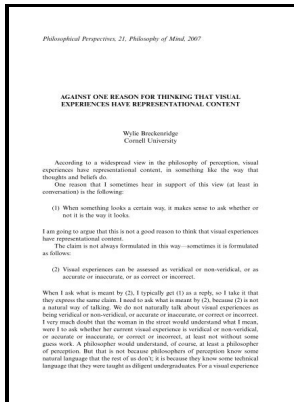 Philosophical Perspectives, 21, Philosophy of Mind, 2007
AGAINST ONE REASON FOR THINKING THAT VISUAL
EXPERIENCES HAVE REPRESENTATIONAL CONTENT
Wylie Breckenridge
Cornell University
According to a widespread view in the philosophy of perception, visual
experiences have representational content, in something like the way that
thoughts and beliefs do.
One reason that I sometimes hear in support of this view (at least in
conversation) is the following:
(1) When something looks a certain way, it makes sense to ask whether or
not it is the way it looks.
I am going to argue that this is not a good reason to think that visual experiences
have representational content.
The claim is not always formulated in this way—sometimes it is formulated
as follows:
(2) Visual experiences can be assessed as veridical or non-veridical, or as
accurate or inaccurate, or as correct or incorrect.
When I ask what is meant by (2), I typically get (1) as a reply, so I take it that
they express the same claim. I need to ask what is meant by (2), because (2) is not
a natural way of talking. We do not naturally talk about visual experiences as
being veridical or non-veridical, or accurate or inaccurate, or correct or incorrect.
I very much doubt that the woman in the street would understand what I mean,
were I to ask whether her current visual experience is veridical or non-veridical,
or accurate or inaccurate, or correct or incorrect, at least not without some
guess work. A philosopher would understand, of course, at least a philosopher
of perception. But that is not because philosophers of perception know some
natural language that the rest of us don't; it is because they know some technical
language that they were taught as diligent undergraduates. For a visual experience